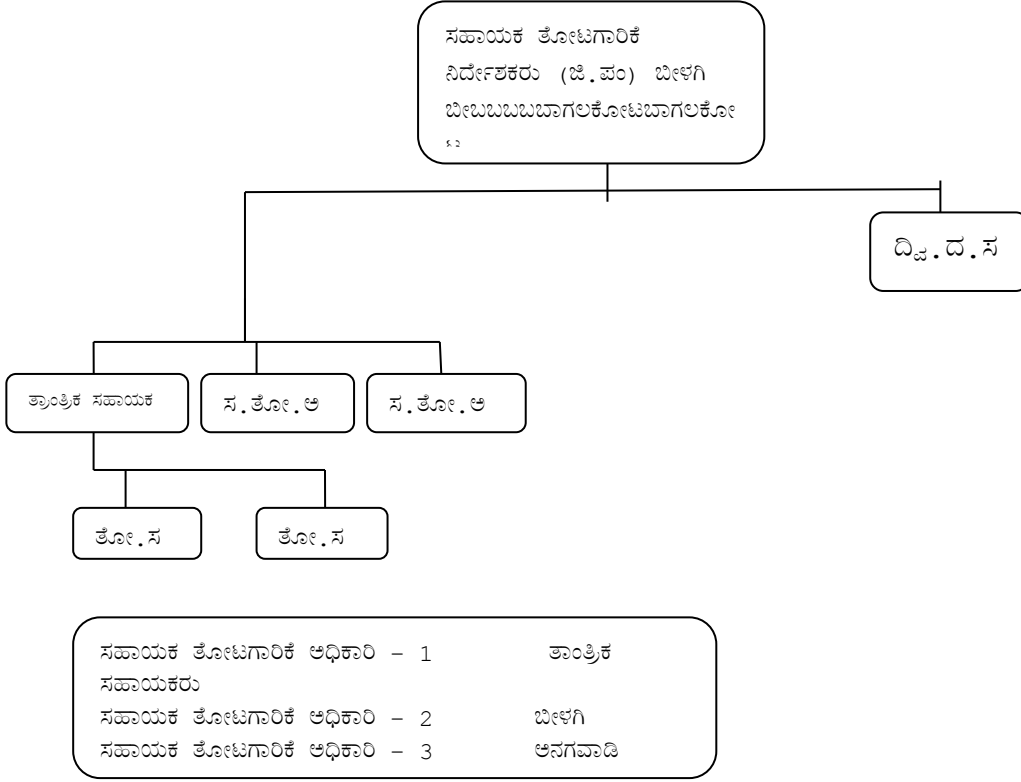 ಸಹಾಯಕ ತೋಟಗಾರಿಕೆ
ನಿರ್ದೇಶಕರು (ಜಿ.ಪಂ) ಬೀಳಗಿ
ಬೀಬಬಬಬಬಾಗಲಕೋಟಬಾಗಲಕೋ
ದ್ವಿ.ದ.ಸ
ತ್ರಾಂತ್ರಿಕ ಸಹಾಯಕ
ಸ.ತೋ.ಅ
ಸ.ತೋ.ಅ
ತೋ.ಸ
ತೋ.ಸ
ಸಹಾಯಕ ತೋಟಗಾರಿಕೆ ಅಧಿಕಾರಿ – 1 ತಾಂತ್ರಿಕ
ಸಹಾಯಕರು
ಸಹಾಯಕ ತೋಟಗಾರಿಕೆ ಅಧಿಕಾರಿ – 2 ಬೀಳಗಿ
ಸಹಾಯಕ ತೋಟಗಾರಿಕೆ ಅಧಿಕಾರಿ – 3 ಅನಗವಾಡಿ